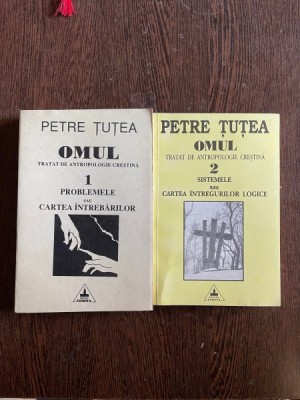 PETRE ȚUȚEA
OMUL
TRATAT DE ANTROPOLOGIE CREȘTINĂ
1
PROBLEMELE
SAU
CARTEA ÎNTREBĂRILOR
PETRE ȚUȚEA
OMUL
TRATAT DE ANTROPOLOGIE CREȘTINĂ
2
SISTEMELE
sau
CARTEA ÎNTREGURILOR LOGICE